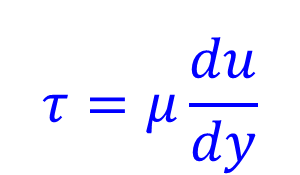 τ = μ du/dy